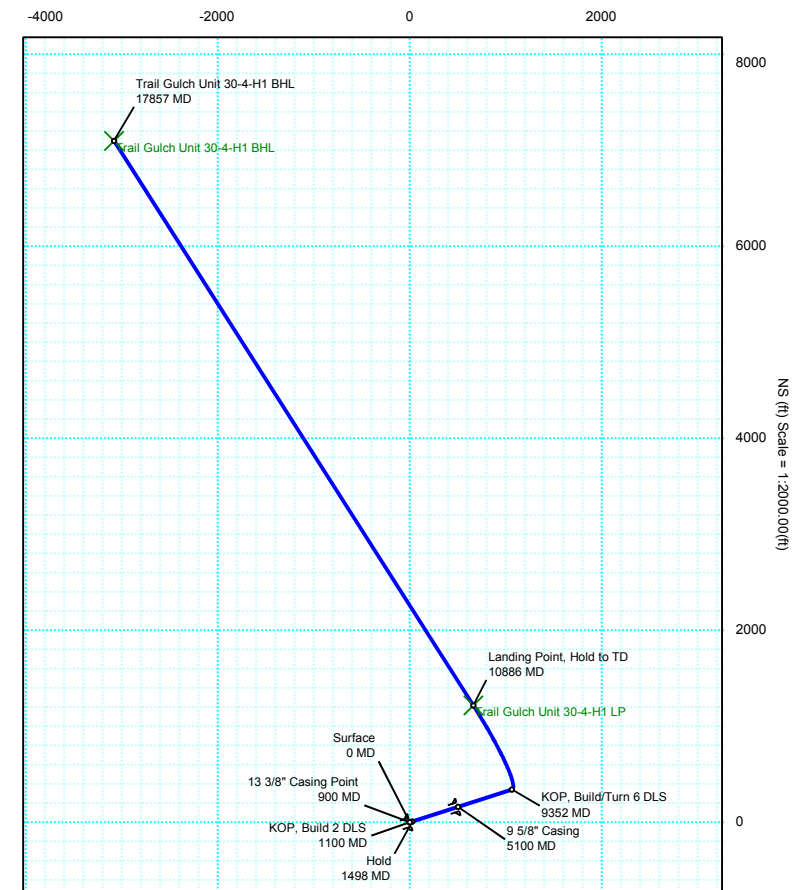 -4000
-2000
0
2000
8000
Trail Gulch Unit 30-4-H1 BHL
17857 MD
Trail Gulch Unit 30-4-H1 BHL
6000
NS (ft) Scale = 1:2000.00(ft)
4000
2000
Landing Point, Hold to TD
10886 MD
Trail Gulch Unit 30-4-H1 LP
Surface
0 MD
13 3/8" Casing Point
900 MD
KOP, Build 2 DLS
1100 MD
Hold
1498 MD
KOP, Build/Turn 6 DLS
9352 MD
9 5/8" Casing
5100 MD
0